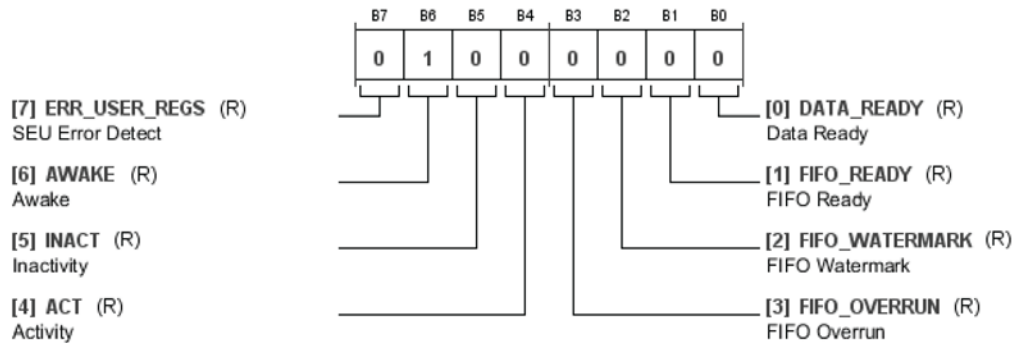 B7 B6 B5 B4 B3 B2 B1 B0
0 1 0 0 0 0 0 0
[7] ERR_USER_REGS (R)
SEU Error Detect
[6] AWAKE (R)
Awake
[5] INACT (R)
Inactivity
[4] ACT (R)
Activity
[0] DATA_READY (R)
Data Ready
[1] FIFO_READY (R)
FIFO Ready
[2] FIFO_WATERMARK (R)
FIFO Watermark
[3] FIFO_OVERRUN (R)
FIFO Overrun